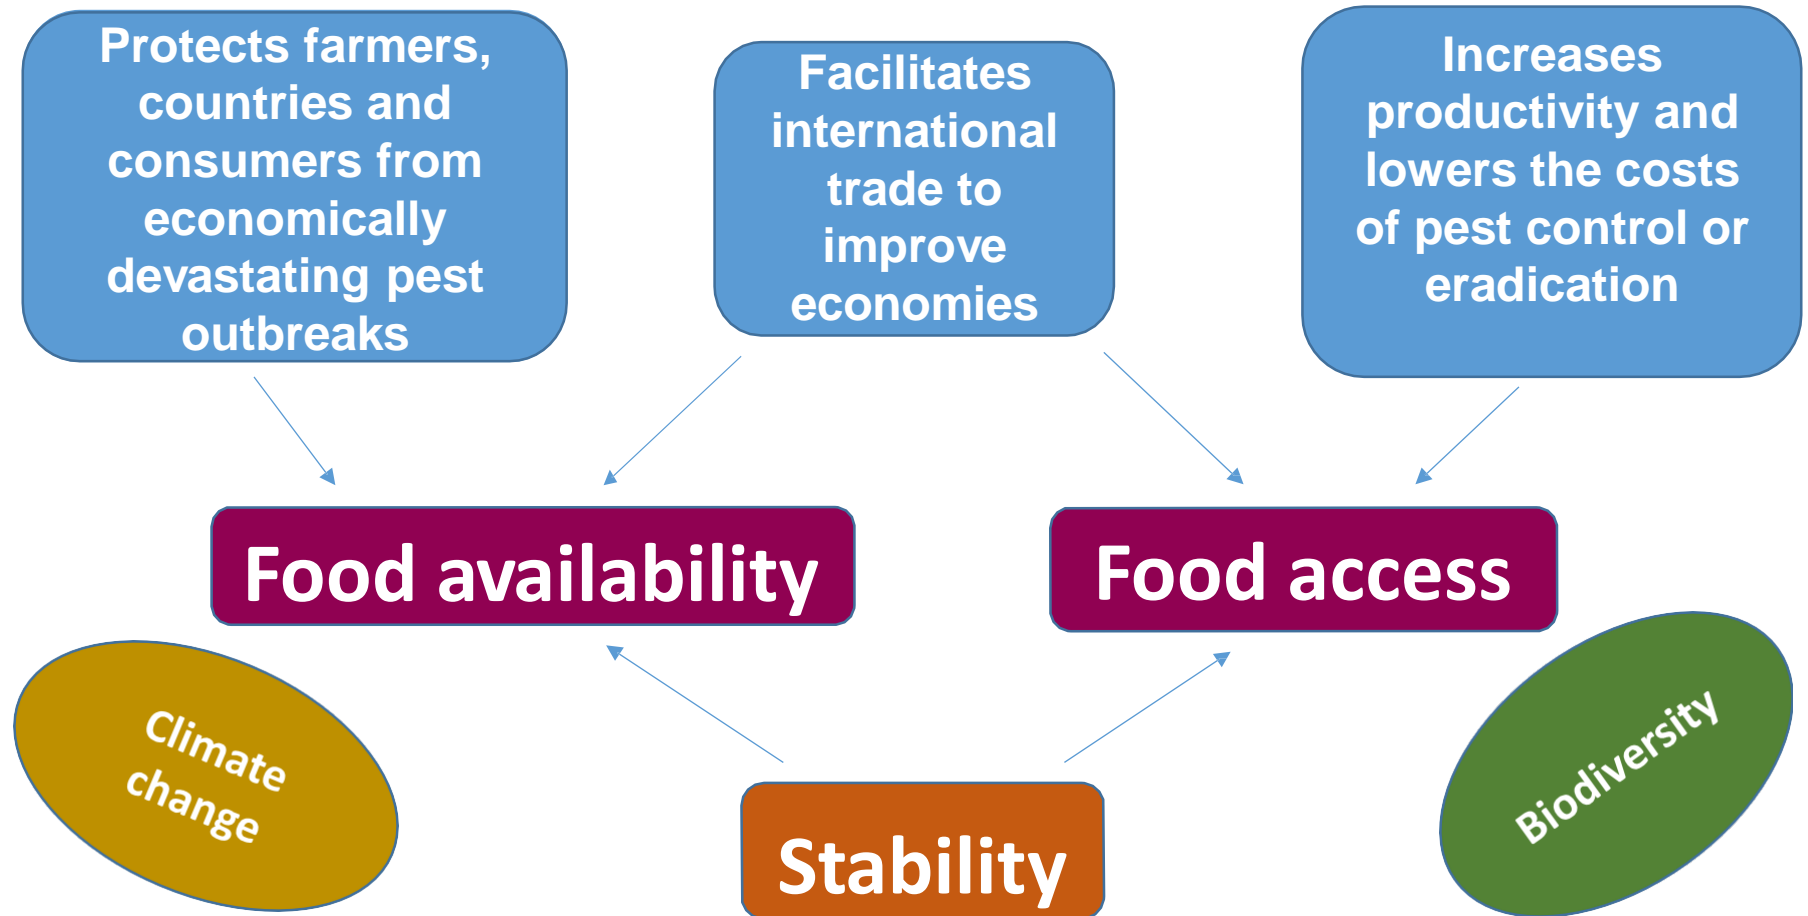 Protects farmers,
countries and
consumers from
economically
devastating pest
outbreaks
Facilitates
international
trade to
improve
economies
Increases
productivity and
lowers the costs
of pest control or
eradication
Food availability
Food access
Climate
change
Biodiversity
Stability